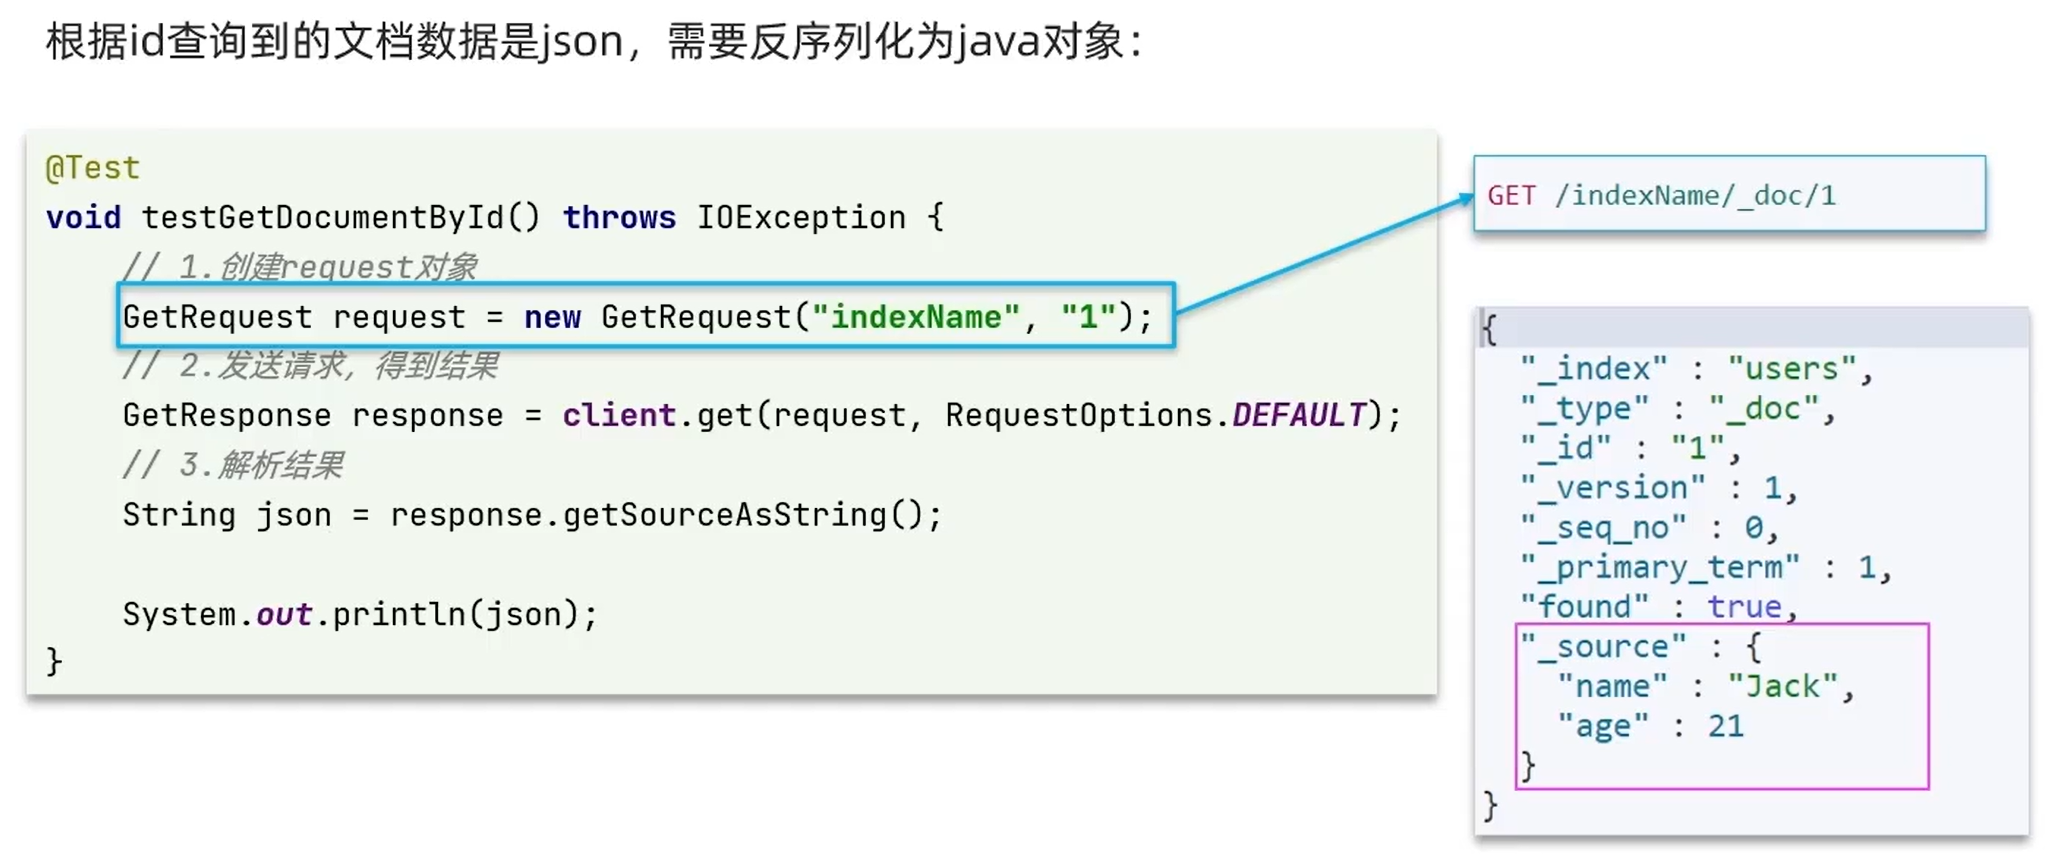 根据id查询到的文档数据是json，需要反序列化为java对象：
@Test
void testGetDocumentById() throws IOException {
    // 1.创建request对象
    GetRequest request = new GetRequest("indexName", "1");
    // 2.发送请求，得到结果
    GetResponse response = client.get(request, RequestOptions.DEFAULT);
    // 3.解析结果
    String json = response.getSourceAsString();
    System.out.println(json);
}
GET /indexName/_doc/1
{
  "_index" : "users",
  "_type" : "_doc",
  "_id" : "1",
  "_version" : 1,
  "_seq_no" : 0,
  "_primary_term" : 1,
  "found" : true,
  "_source" : {
    "name" : "Jack",
    "age" : 21
  }
}